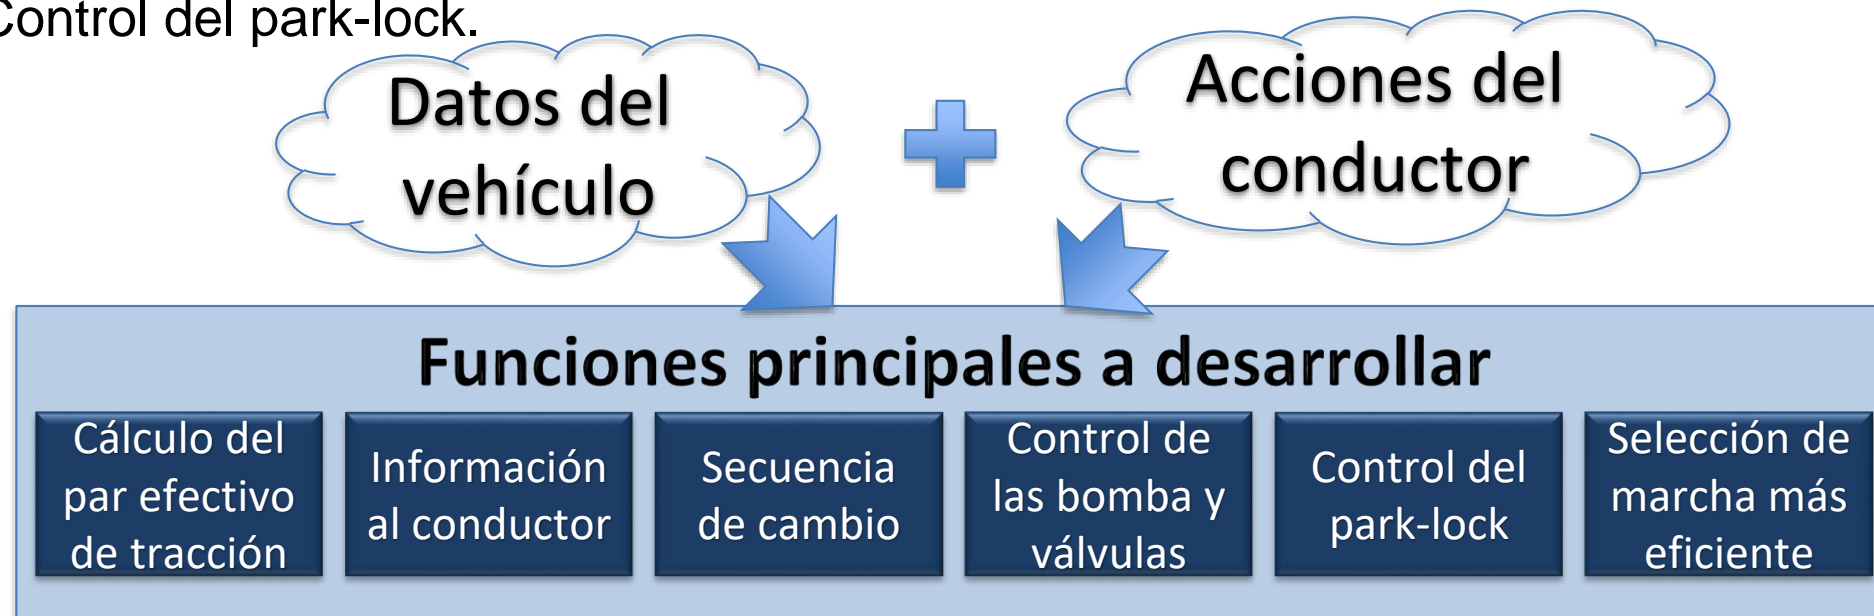 Control del park-lock.
Datos del
vehículo
Acciones del
conductor
Funciones principales a desarrollar
Cálculo del
par efectivo
de tracción
Información
al conductor
Secuencia
de cambio
Control de
las bomba y
válvulas
Control del
park-lock
Selección de
marcha más
eficiente